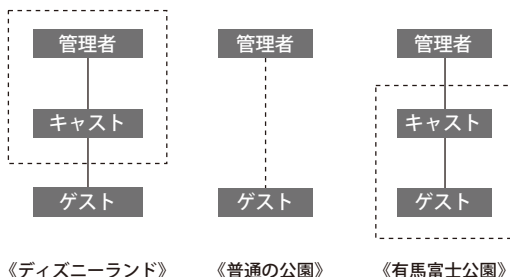 管理者 管理者 管理者
キャスト キャスト
ゲスト ゲスト ゲスト
《ディズニーランド》 《普通の公園》 《有馬富士公園》